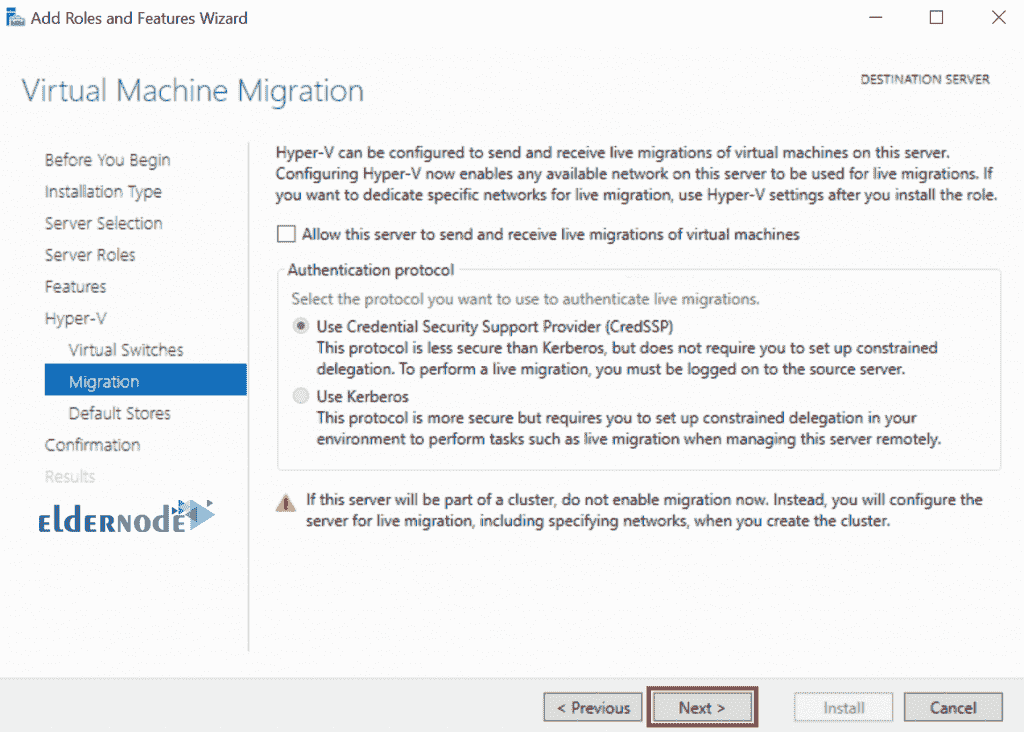 Add Roles and Features Wizard
Virtual Machine Migration
DESTINATION SERVER
Before You Begin
Installation Type
Server Selection
Server Roles
Features
Hyper-V
Virtual Switches
Migration
Default Stores
Confirmation
Results
ELDERNODE
Hyper-V can be configured to send and receive live migrations of virtual machines on this server.
Configuring Hyper-V now enables any available network on this server to be used for live migrations. If
you want to dedicate specific networks for live migration, use Hyper-V settings after you install the role.
Allow this server to send and receive live migrations of virtual machines
Authentication protocol
Select the protocol you want to use to authenticate live migrations.
Use Credential Security Support Provider (CredSSP)
This protocol is less secure than Kerberos, but does not require you to set up constrained
delegation. To perform a live migration, you must be logged on to the source server.
Use Kerberos
This protocol is more secure but requires you to set up constrained delegation in your
environment to perform tasks such as live migration when managing this server remotely.
If this server will be part of a cluster, do not enable migration now. Instead, you will configure the
server for live migration, including specifying networks, when you create the cluster.
< Previous
Next >
Install
Cancel